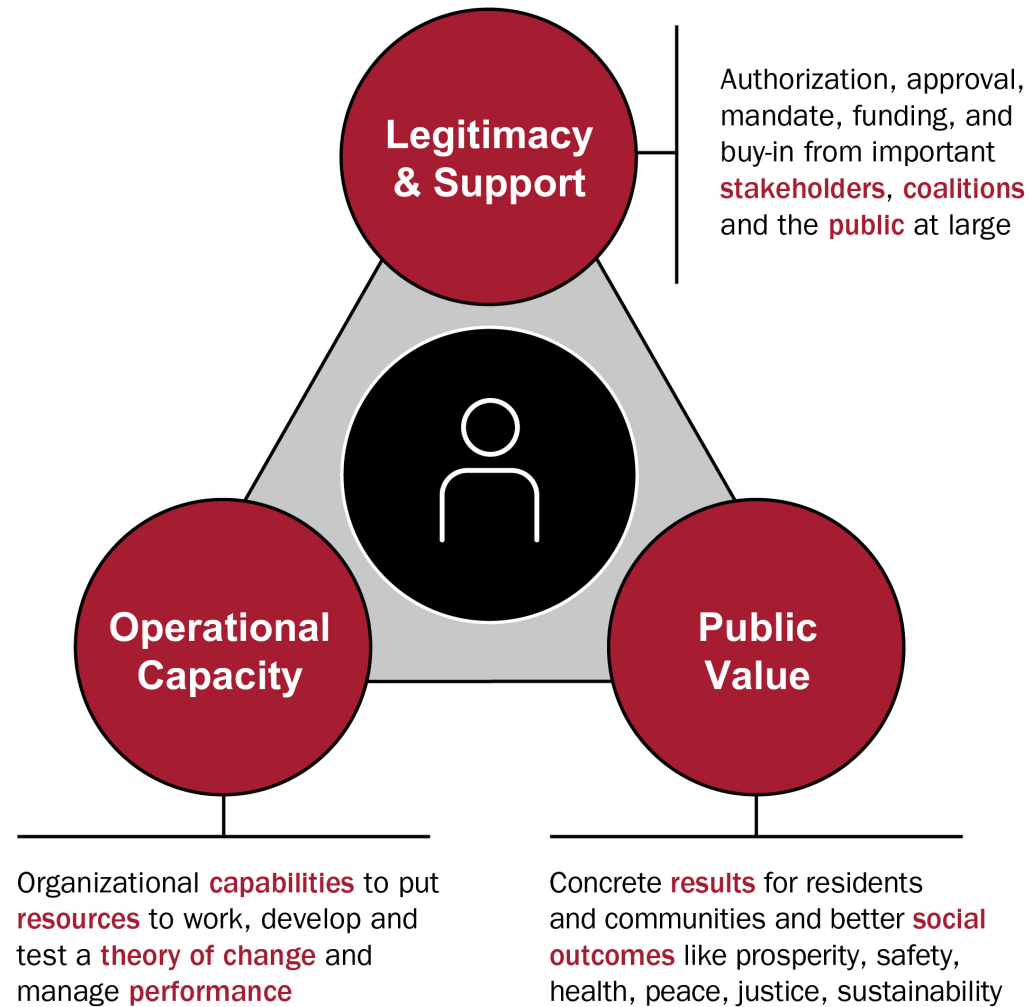 Legitimacy
& Support
Authorization, approval,
mandate, funding, and
buy-in from important
stakeholders, coalitions
and the public at large
Operational
Capacity
Public
Value
Organizational capabilities to put
resources to work, develop and
test a theory of change and
manage performance
Concrete results for residents
and communities and better social
outcomes like prosperity, safety,
health, peace, justice, sustainability